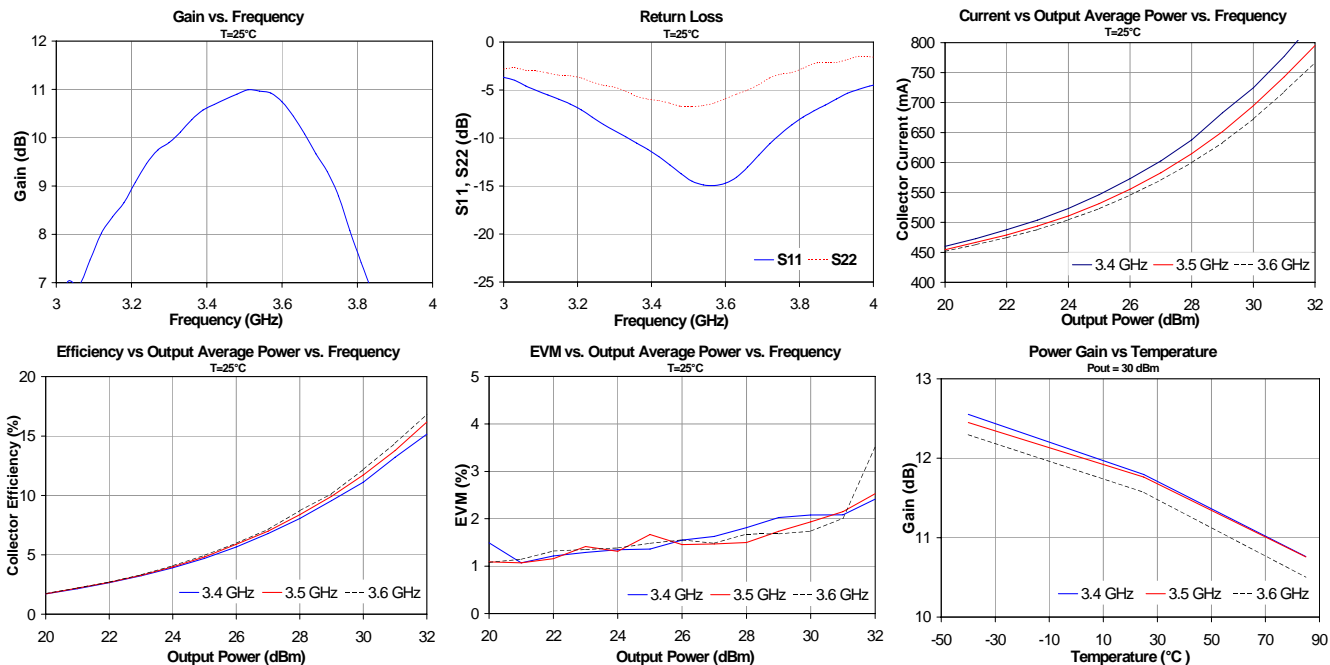 Gain vs. Frequency
T=25°C
Gain (dB)
12
11
10
9
8
7
3 3.2 3.4 3.6 3.8 4
Frequency (GHz)
Return Loss
T=25°C
S11, S22 (dB)
0
-5
-10
-15
-20
-25
S11 S22
3 3.2 3.4 3.6 3.8 4
Frequency (GHz)
Current vs Output Average Power vs. Frequency
T=25°C
Collector Current (mA)
800
750
700
650
600
550
500
450
400
3.4 GHz 3.5 GHz 3.6 GHz
20 22 24 26 28 30 32
Output Power (dBm)
Efficiency vs Output Average Power vs. Frequency
T=25°C
Collector Efficiency (%)
20
15
10
5
0
3.4 GHz 3.5 GHz 3.6 GHz
20 22 24 26 28 30 32
Output Power (dBm)
EVM vs. Output Average Power vs. Frequency
T=25°C
EVM (%)
5
4
3
2
1
0
3.4 GHz 3.5 GHz 3.6 GHz
20 22 24 26 28 30 32
Output Power (dBm)
Power Gain vs Temperature
Pout = 30 dBm
Gain (dB)
13
12
11
10
3.4 GHz 3.5 GHz 3.6 GHz
-50 -30 -10 10 30 50 70 90
Temperature (°C)